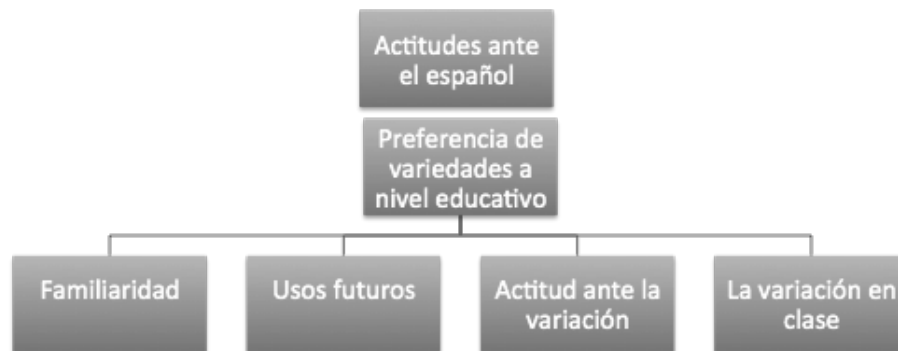 Actitudes ante
el español
Preferencia de
variedades a
nivel educativo
Familiaridad
Usos futuros
Actitud ante la
variación
La variación en
clase